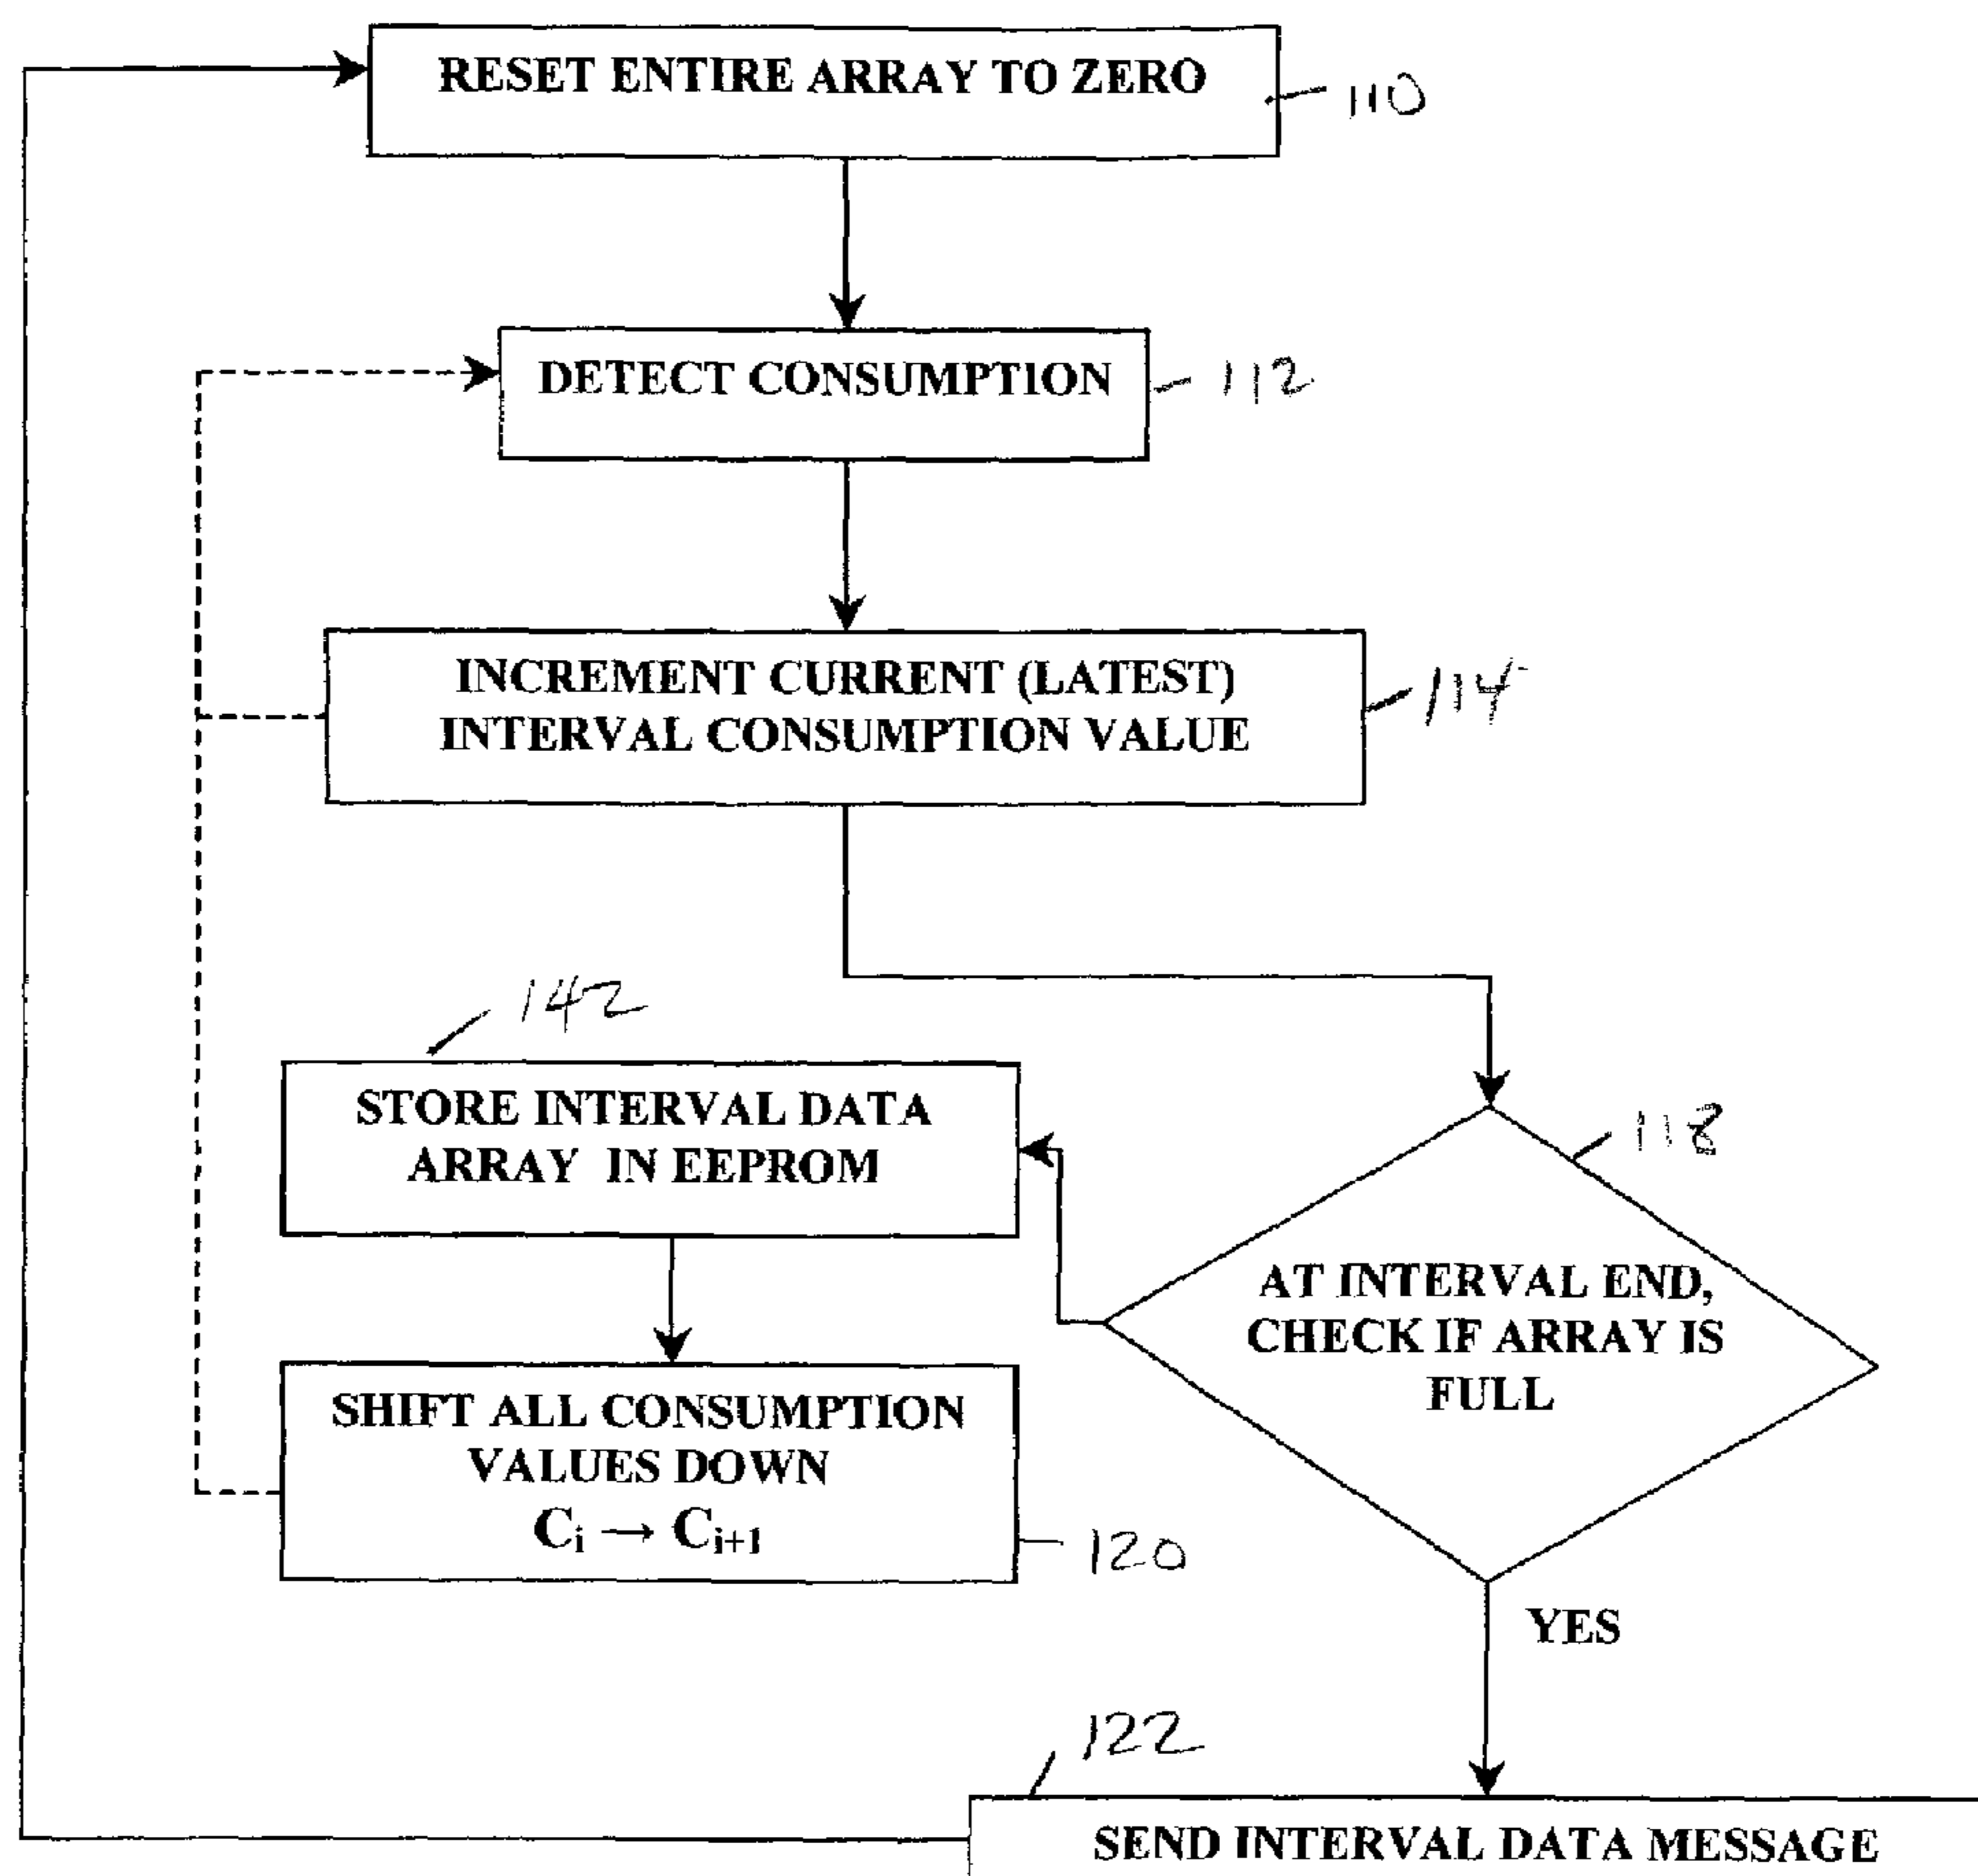 RESET ENTIRE ARRAY TO ZERO
110
DETECT CONSUMPTION
112
INCREMENT CURRENT (LATEST)
INTERVAL CONSUMPTION VALUE
114
142
STORE INTERVAL DATA
ARRAY IN EEPROM
118
AT INTERVAL END,
CHECK IF ARRAY IS
FULL
SHIFT ALL CONSUMPTION
VALUES DOWN
Cᵢ → Cᵢ₊₁
120
YES
122
SEND INTERVAL DATA MESSAGE